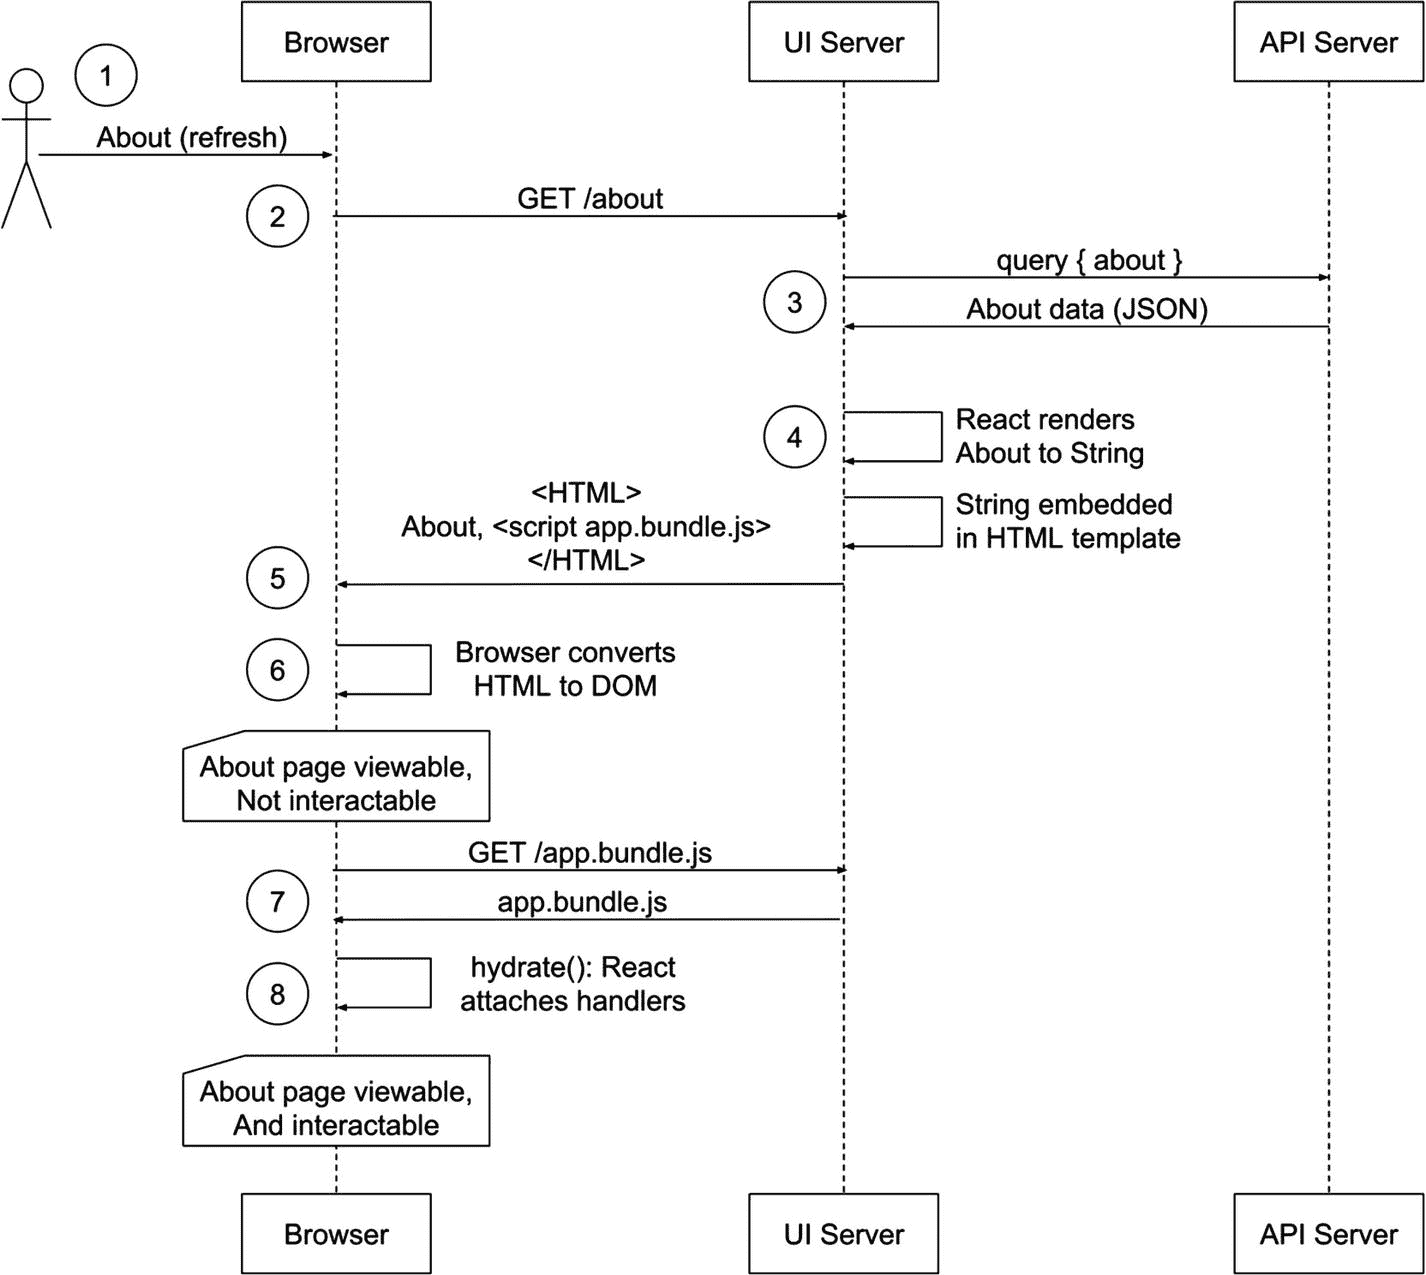 Browser
UI Server
API Server
1
About (refresh)
2
GET /about
query { about }
3
About data (JSON)
4
React renders
About to String
<HTML>
About, <script app.bundle.js>
</HTML>
String embedded
in HTML template
5
6
Browser converts
HTML to DOM
About page viewable,
Not interactable
GET /app.bundle.js
7
app.bundle.js
8
hydrate(): React
attaches handlers
About page viewable,
And interactable
Browser
UI Server
API Server